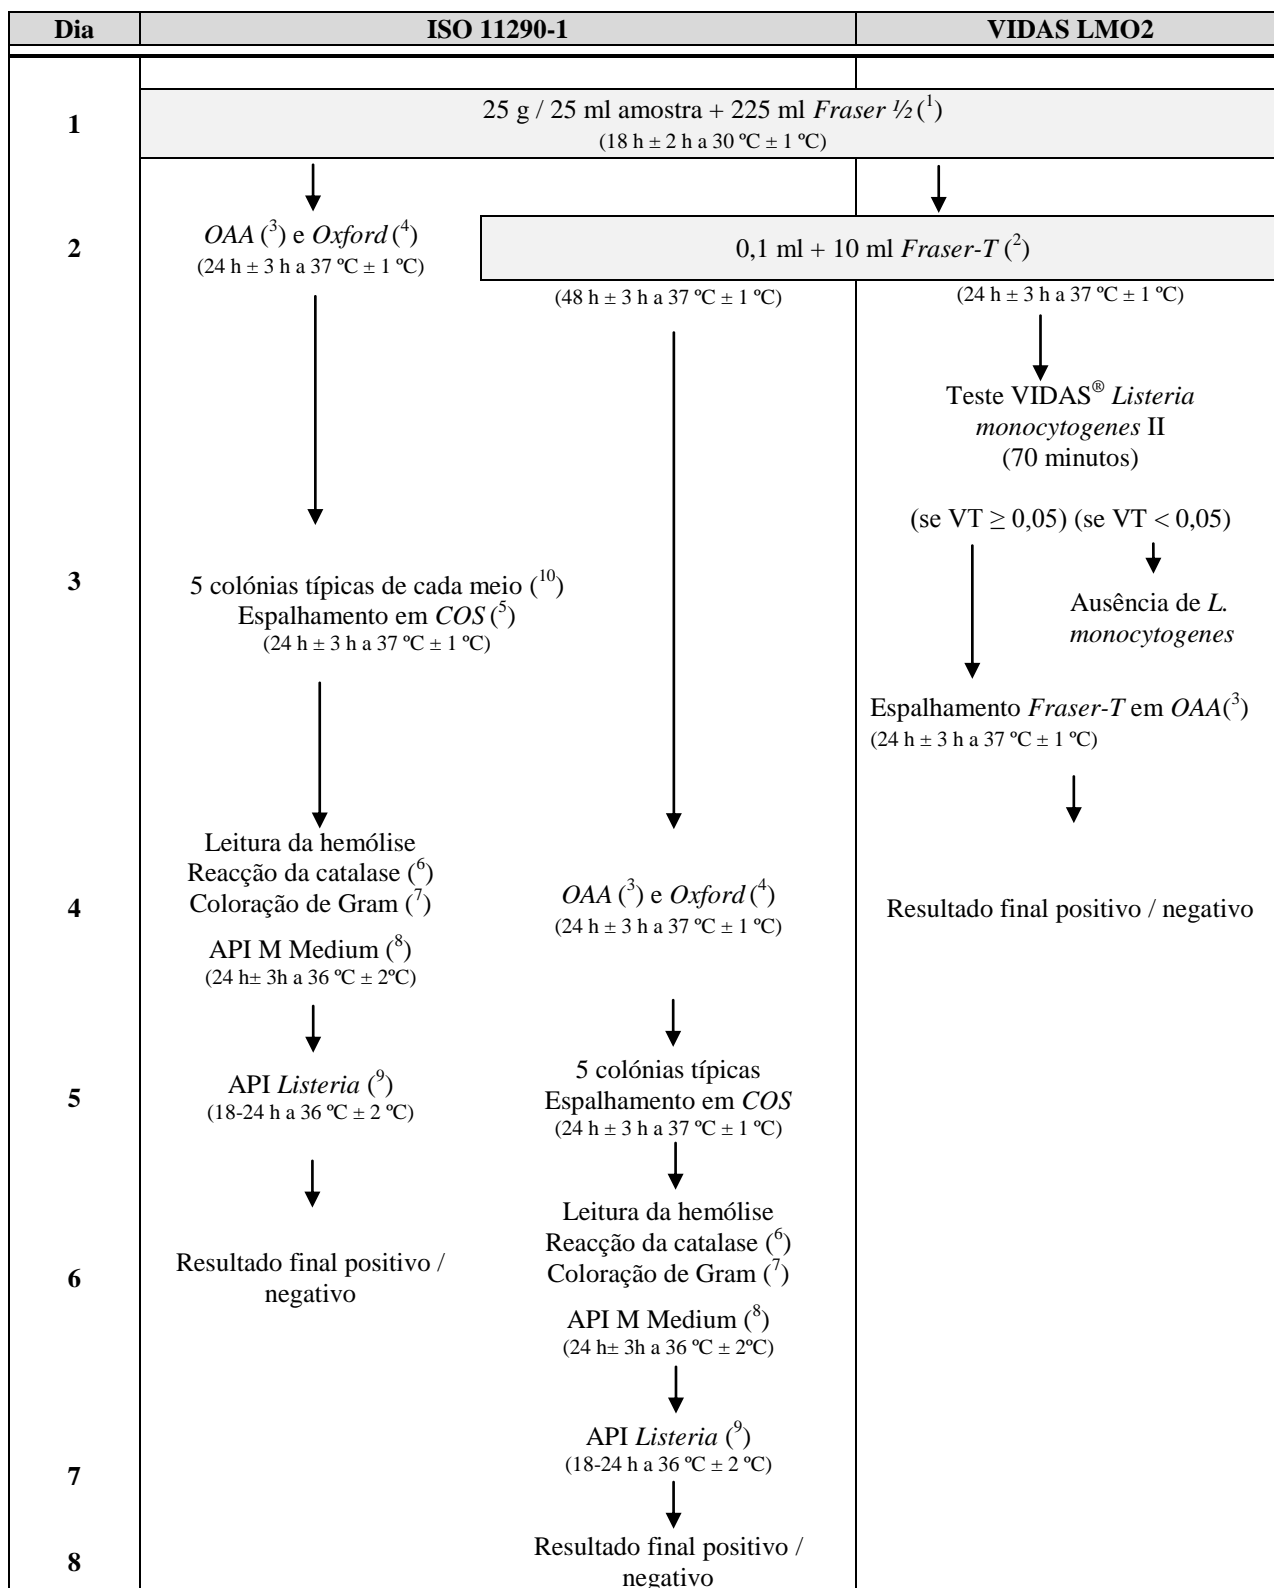 Dia ISO 11290-1 VIDAS LMO2
1
25 g / 25 ml amostra + 225 ml Fraser ½ (1)
(18 h ± 2 h a 30 ºC ± 1 ºC)
2
OAA (3) e Oxford (4)
(24 h ± 3 h a 37 ºC ± 1 ºC)
0,1 ml + 10 ml Fraser-T (2)
(48 h ± 3 h a 37 ºC ± 1 ºC)
(24 h ± 3 h a 37 ºC ± 1 ºC)
Teste VIDAS® Listeria
monocytogenes II
(70 minutos)
(se VT ≥ 0,05) (se VT < 0,05)
3
5 colónias típicas de cada meio (10)
Espalhamento em COS (5)
(24 h ± 3 h a 37 ºC ± 1 ºC)
Ausência de L.
monocytogenes
Espalhamento Fraser-T em OAA(3)
(24 h ± 3 h a 37 ºC ± 1 ºC)
4
Leitura da hemólise
Reacção da catalase (6)
Coloração de Gram (7)
API M Medium (8)
(24 h± 3h a 36 ºC ± 2ºC)
OAA (3) e Oxford (4)
(24 h ± 3 h a 37 ºC ± 1 ºC)
Resultado final positivo / negativo
5
API Listeria (9)
(18-24 h a 36 ºC ± 2 ºC)
5 colónias típicas
Espalhamento em COS
(24 h ± 3 h a 37 ºC ± 1 ºC)
6
Resultado final positivo /
negativo
Leitura da hemólise
Reacção da catalase (6)
Coloração de Gram (7)
API M Medium (8)
(24 h± 3h a 36 ºC ± 2ºC)
7
API Listeria (9)
(18-24 h a 36 ºC ± 2 ºC)
8
Resultado final positivo /
negativo